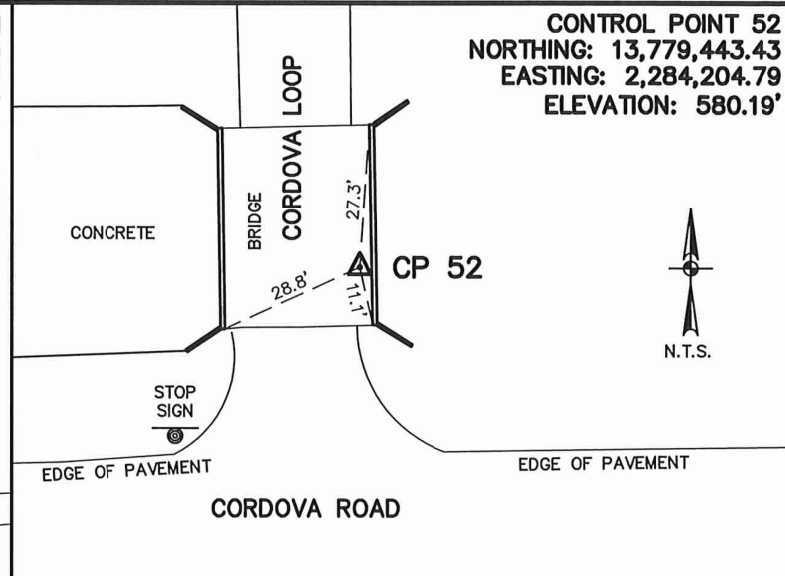 CONTROL POINT 52
NORTHING: 13,779,443.43
EASTING: 2,284,204.79
ELEVATION: 580.19'
CORDOVA LOOP
BRIDGE
CONCRETE
27.3'
CP 52
28.8'
11.1'
N.T.S.
STOP
SIGN
EDGE OF PAVEMENT
EDGE OF PAVEMENT
CORDOVA ROAD